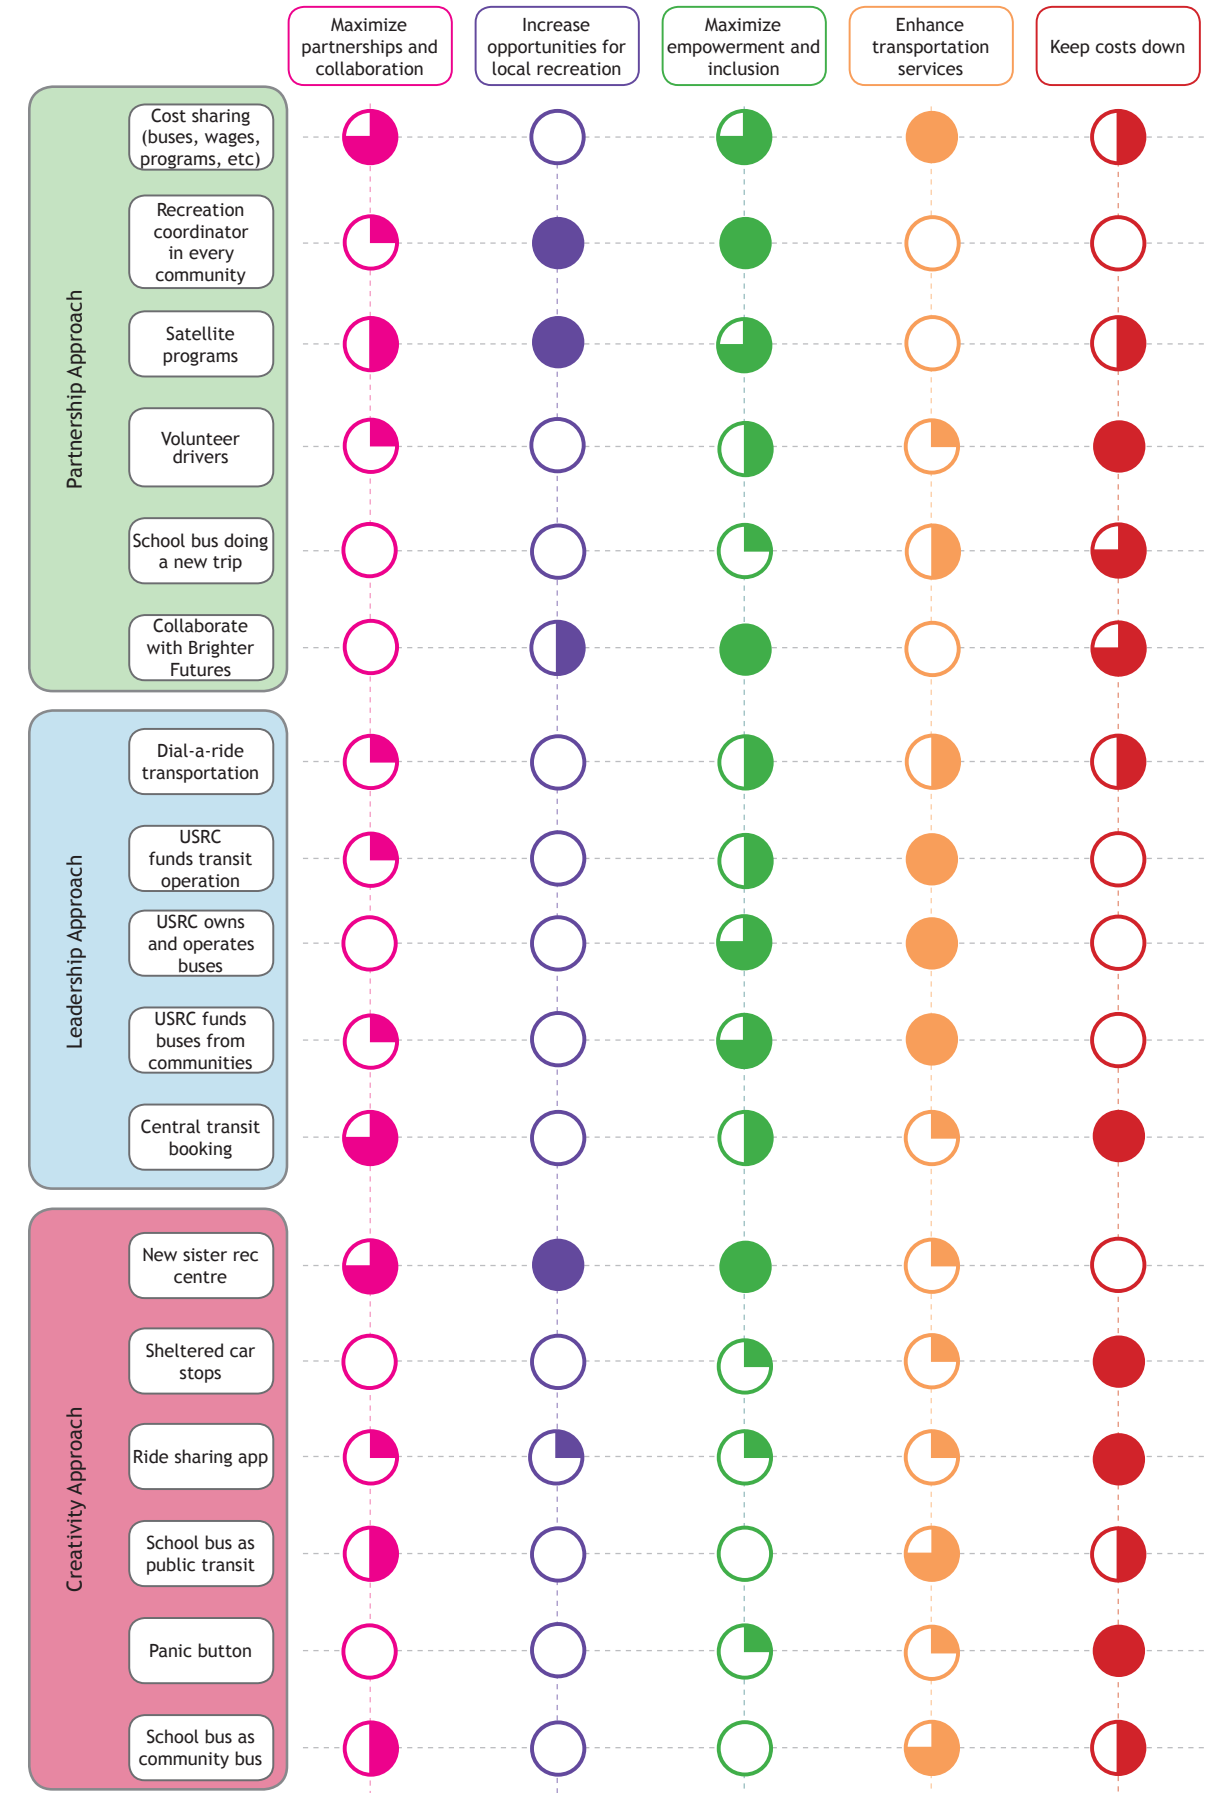 Maximize
partnerships and
collaboration
Increase
opportunities for
local recreation
Maximize
empowerment and
inclusion
Enhance
transportation
services
Keep costs down
Partnership Approach
Cost sharing
(buses, wages,
programs, etc)
Recreation
coordinator
in every
community
Satellite
programs
Volunteer
drivers
School bus doing
a new trip
Collaborate
with Brighter
Futures
Leadership Approach
Dial-a-ride
transportation
USRC
funds transit
operation
USRC owns
and operates
buses
USRC funds
buses from
communities
Central transit
booking
Creativity Approach
New sister rec
centre
Sheltered car
stops
Ride sharing app
School bus as
public transit
Panic button
School bus as
community bus